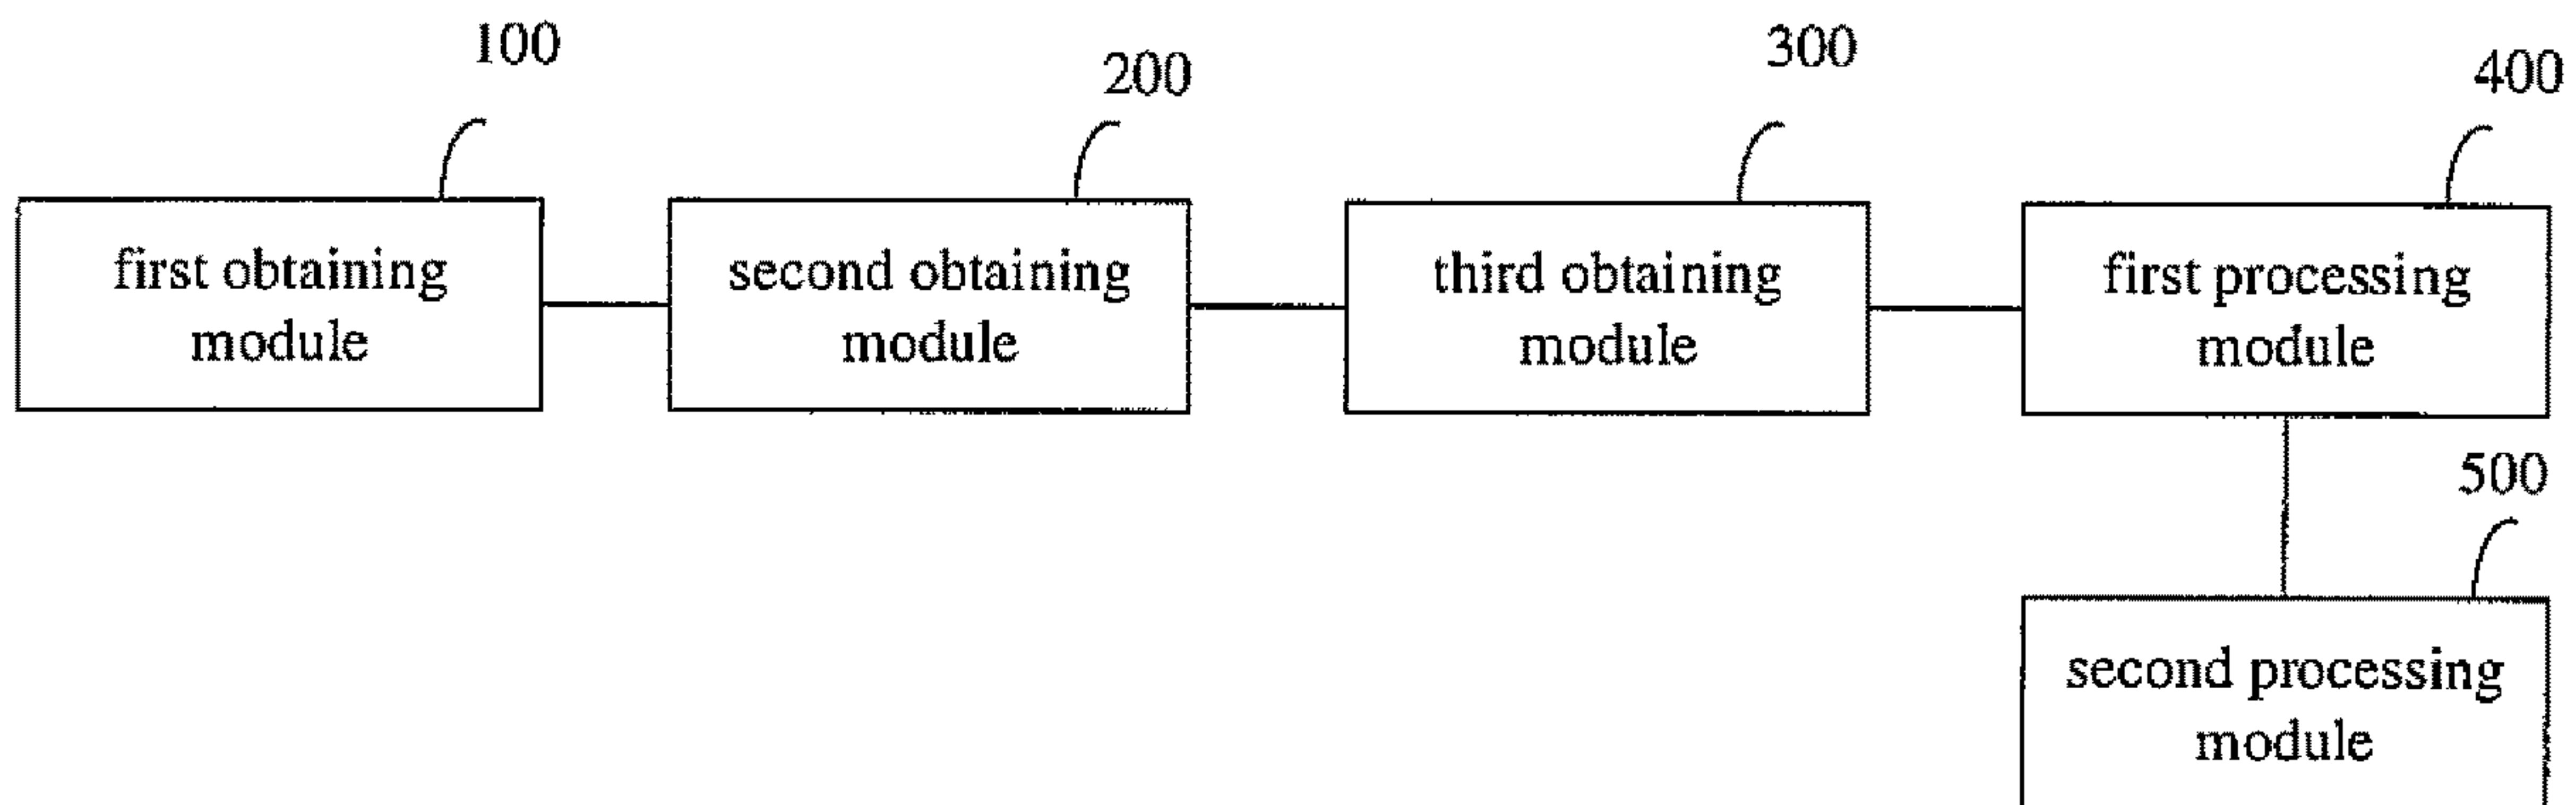 100
200
300
400
first obtaining
module
second obtaining
module
third obtaining
module
first processing
module
500
second processing
module